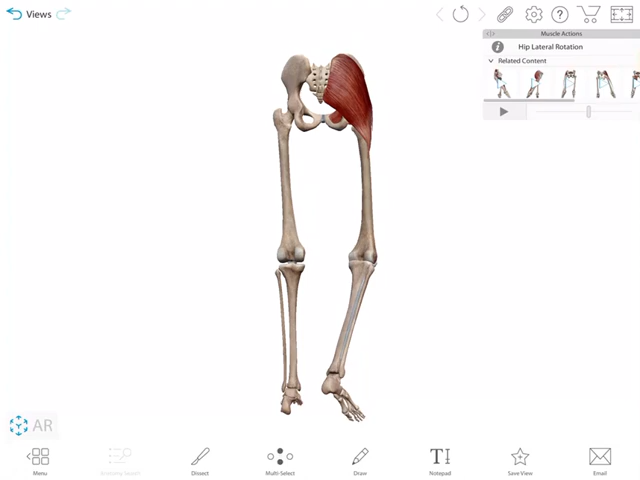 Views
Muscle Actions
Hip Lateral Rotation
Related Content
AR
Menu
Dissect
Multi-Select
Draw
Notepad
Save View
Email